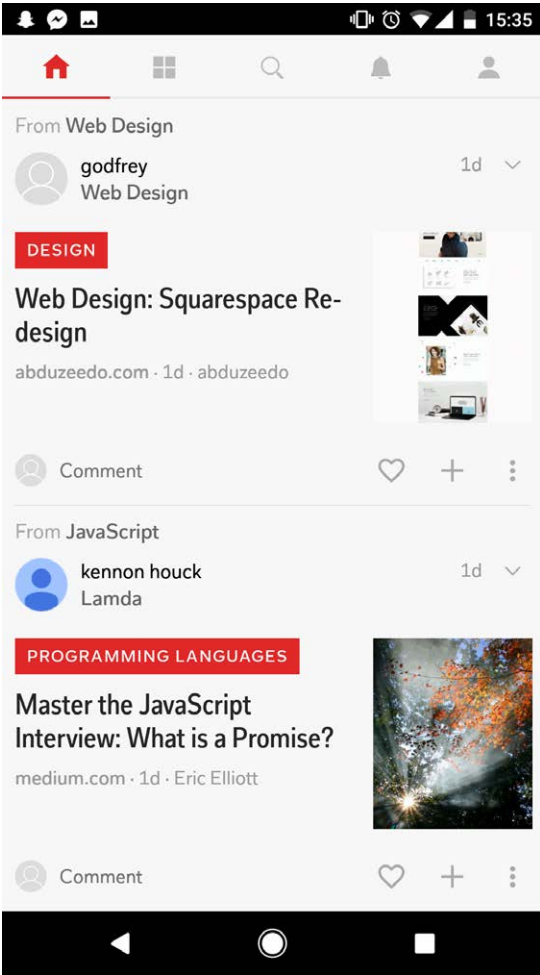 15:35
From Web Design
godfrey
1d
Web Design
DESIGN
Web Design: Squarespace Re-
design
abduzeedo.com · 1d · abduzeedo
Comment
From JavaScript
kennon houck
1d
Lamda
PROGRAMMING LANGUAGES
Master the JavaScript
Interview: What is a Promise?
medium.com · 1d · Eric Elliott
Comment